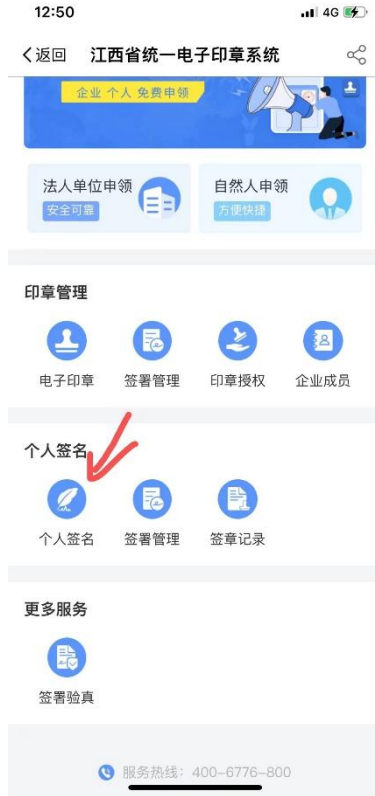 12:50
4G
返回 江西省统一电子印章系统
企业 个人 免费申领
法人单位申领 自然人申领
安全可靠 方便快捷
印章管理
电子印章 签署管理 印章授权 企业成员
个人签名
个人签名 签署管理 签章记录
更多服务
签署验真
服务热线：400-6776-800